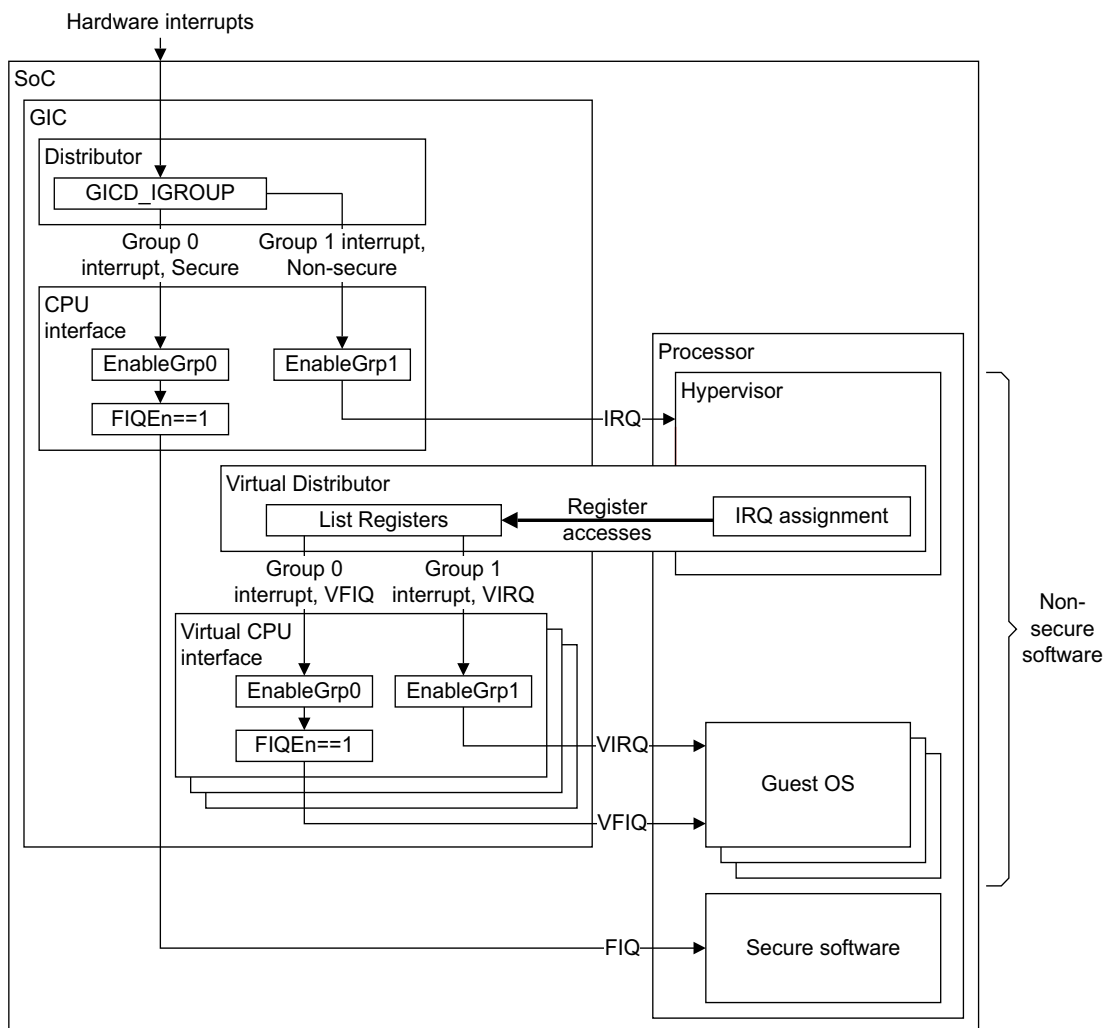 Hardware interrupts
SoC
GIC
Distributor
GICD_IGROUP
Group 0
interrupt, Secure
Group 1 interrupt,
Non-secure
CPU
interface
EnableGrp0
EnableGrp1
FIQEn==1
IRQ
Processor
Hypervisor
Virtual Distributor
List Registers
Register
accesses
IRQ assignment
Group 0
interrupt, VFIQ
Group 1
interrupt, VIRQ
Virtual CPU
interface
EnableGrp0
EnableGrp1
FIQEn==1
VIRQ
VFIQ
Guest OS
Non-
secure
software
FIQ
Secure software